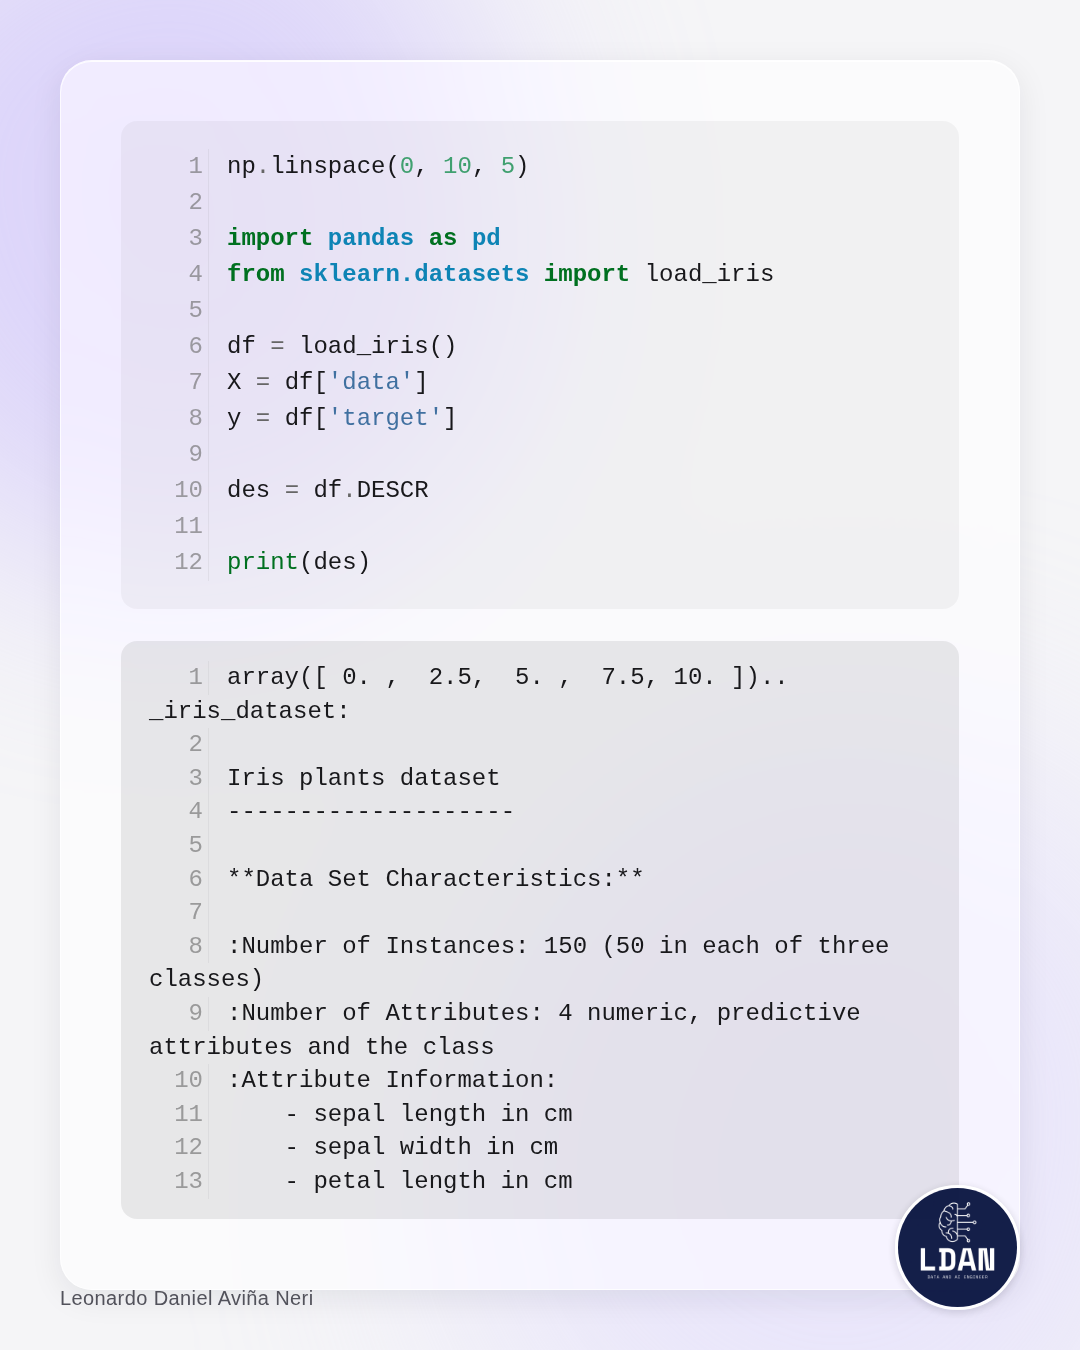 1 np.linspace(0, 10, 5)
2
3 import pandas as pd
4 from sklearn.datasets import load_iris
5
6 df = load_iris()
7 X = df['data']
8 y = df['target']
9
10 des = df.DESCR
11
12 print(des)
1 array([ 0. ,  2.5,  5. ,  7.5, 10. ])..
_iris_dataset:
2
3 Iris plants dataset
4 --------------------
5
6 **Data Set Characteristics:**
7
8 :Number of Instances: 150 (50 in each of three
classes)
9 :Number of Attributes: 4 numeric, predictive
attributes and the class
10 :Attribute Information:
11     - sepal length in cm
12     - sepal width in cm
13     - petal length in cm
LDAN
DATA AND AI ENGINEER
Leonardo Daniel Aviña Neri